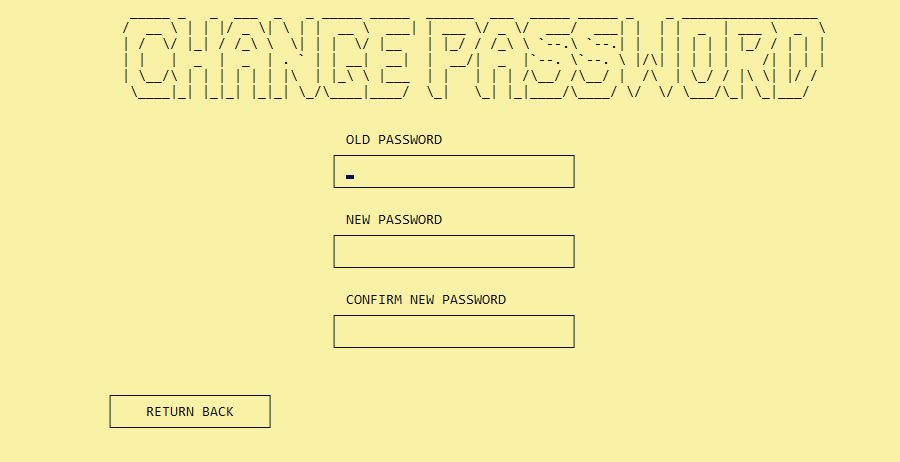 CHANGE PASSWORD
OLD PASSWORD
NEW PASSWORD
CONFIRM NEW PASSWORD
RETURN BACK